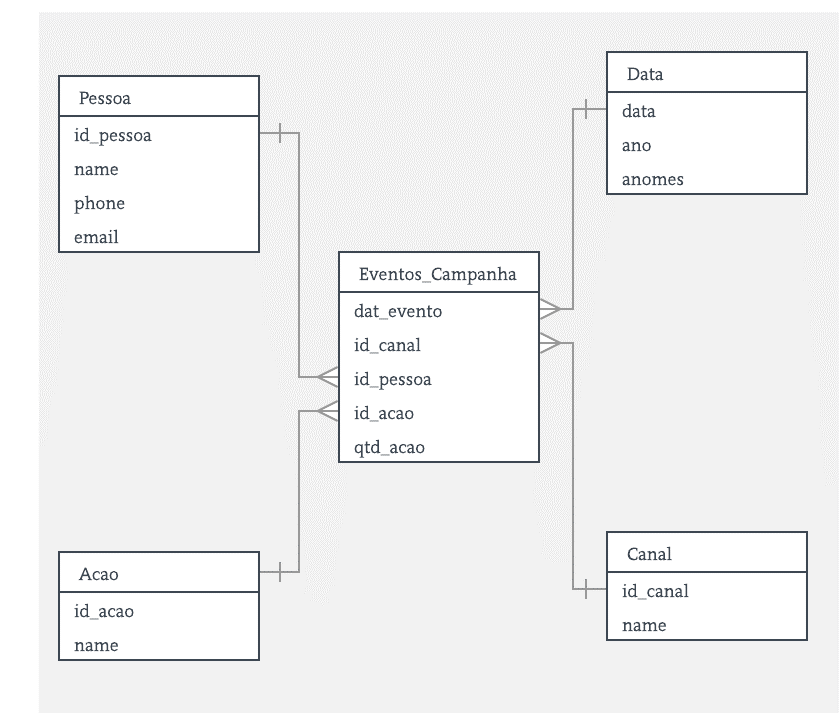 Pessoa
id_pessoa
name
phone
email
Data
data
ano
anomes
Eventos_Campanha
dat_evento
id_canal
id_pessoa
id_acao
qtd_acao
Acao
id_acao
name
Canal
id_canal
name